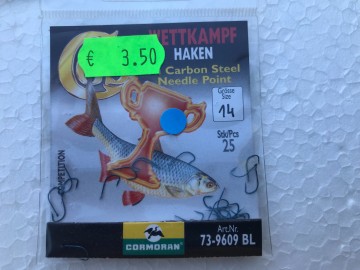 € 3.50
WETTKAMPF
HAKEN
Carbon Steel
Needle Point
Grösse
Size
14
Stk/Pcs
25
COMPETITION
CORMORAN
Art.Nr.
73-9609 BL